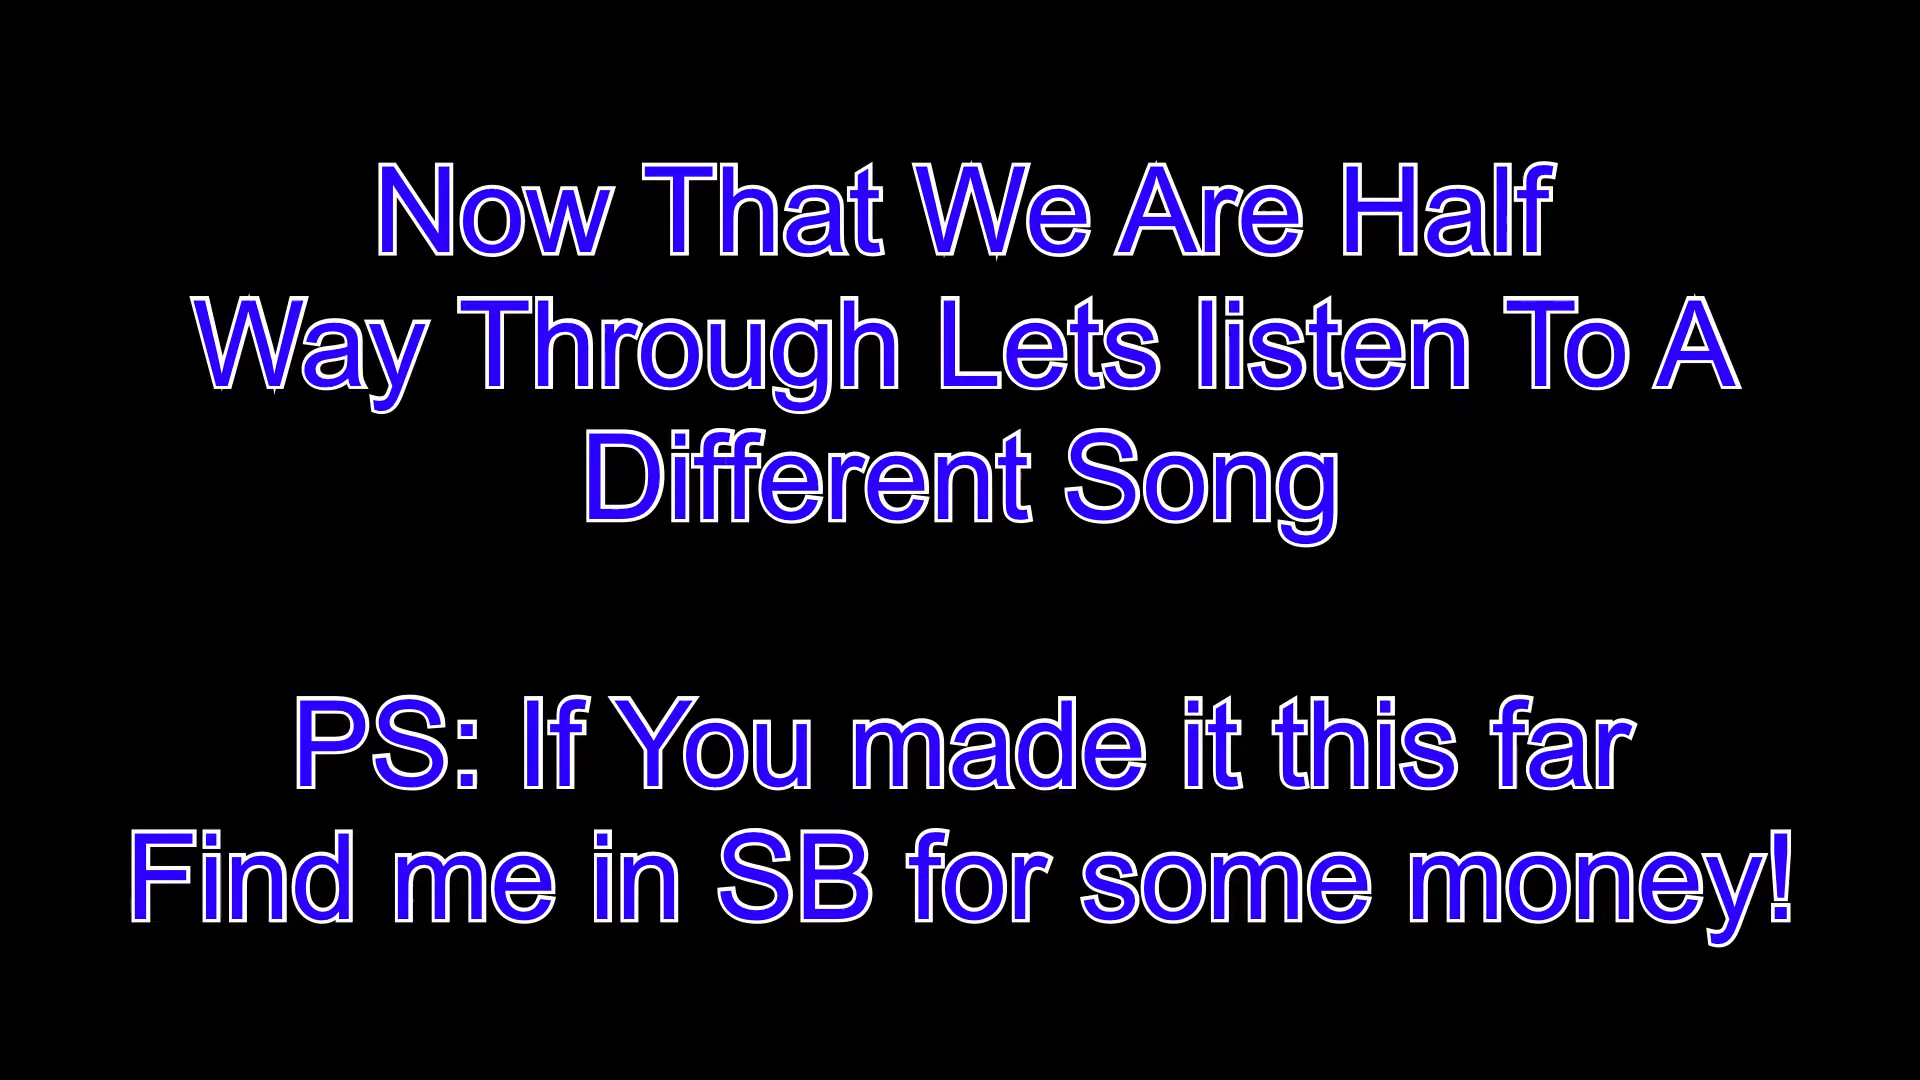 Now That We Are Half
Way Through Lets listen To A
Different Song
PS: If You made it this far
Find me in SB for some money!